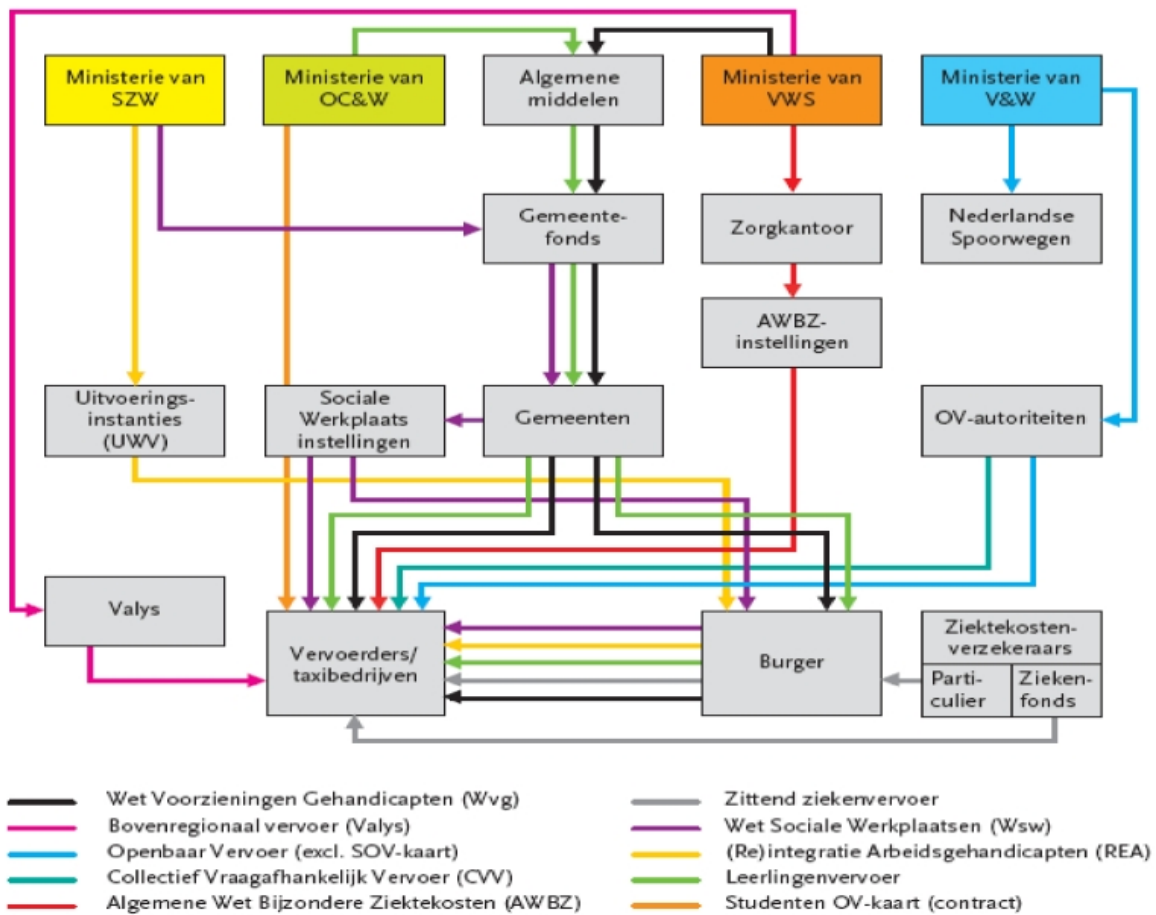 Ministerie van
SZW
Ministerie van
OC&W
Algemene
middelen
Ministerie van
VWS
Ministerie van
V&W
Gemeente-
fonds
Zorgkantoor
Nederlandse
Spoorwegen
AWBZ-
instellingen
Uitvoerings-
instanties
(UWV)
Sociale
Werkplaats
instellingen
Gemeenten
OV-autoriteiten
Valys
Vervoerders/
taxibedrijven
Burger
Ziektekosten-
verzekeraars
Parti-
culier
Zieken-
fonds
Wet Voorzieningen Gehandicapten (Wvg)
Bovenregionaal vervoer (Valys)
Openbaar Vervoer (excl. SOV-kaart)
Collectief Vraagafhankelijk Vervoer (CVV)
Algemene Wet Bijzondere Ziektekosten (AWBZ)
Zittend ziekenvervoer
Wet Sociale Werkplaatsen (Wsw)
(Re)integratie Arbeidsgehandicapten (REA)
Leerlingenvervoer
Studenten OV-kaart (contract)